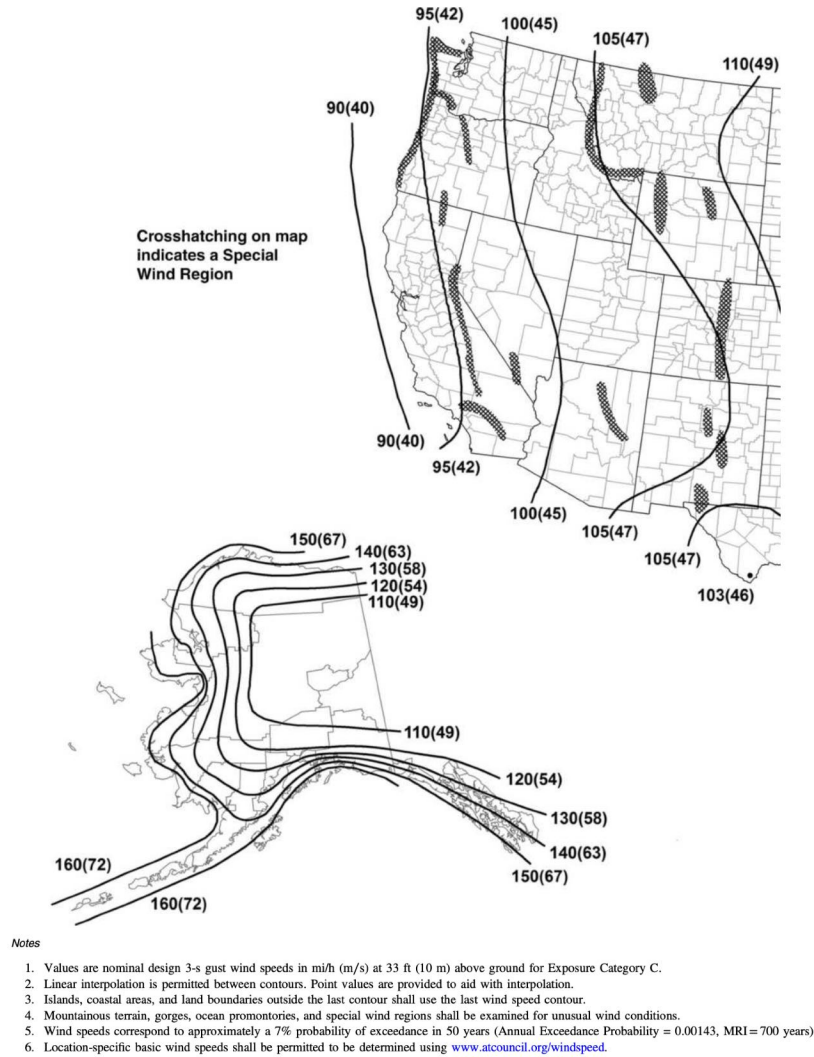 95(42)
100(45)
105(47)
110(49)
90(40)
Crosshatching on map
indicates a Special
Wind Region
90(40)
95(42)
100(45)
105(47)
105(47)
103(46)
150(67)
140(63)
130(58)
120(54)
110(49)
110(49)
120(54)
130(58)
140(63)
150(67)
160(72)
160(72)
Notes
1. Values are nominal design 3-s gust wind speeds in mi/h (m/s) at 33 ft (10 m) above ground for Exposure Category C.
2. Linear interpolation is permitted between contours. Point values are provided to aid with interpolation.
3. Islands, coastal areas, and land boundaries outside the last contour shall use the last wind speed contour.
4. Mountainous terrain, gorges, ocean promontories, and special wind regions shall be examined for unusual wind conditions.
5. Wind speeds correspond to approximately a 7% probability of exceedance in 50 years (Annual Exceedance Probability = 0.00143, MRI = 700 years)
6. Location-specific basic wind speeds shall be permitted to be determined using www.atcouncil.org/windspeed.